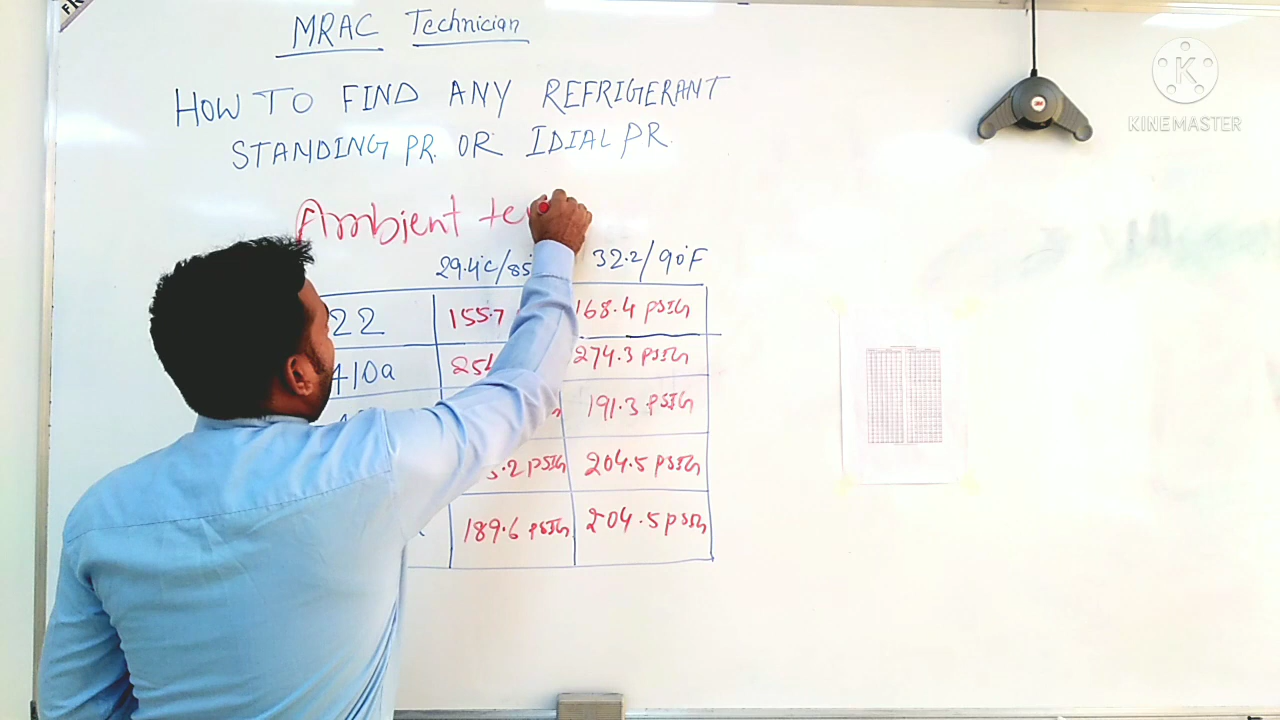 MRAC Technician
HOW TO FIND ANY REFRIGERANT
STANDING PR. OR IDIAL PR.
Ambient te
29.4°C/85 32.2/90°F
22 155.7 168.4 PSIG
410a 25 274.3 PSIG
191.3 PSIG
.2 PSIG 204.5 PSIG
189.6 PSIG 204.5 PSIG
KINEMASTER
3M